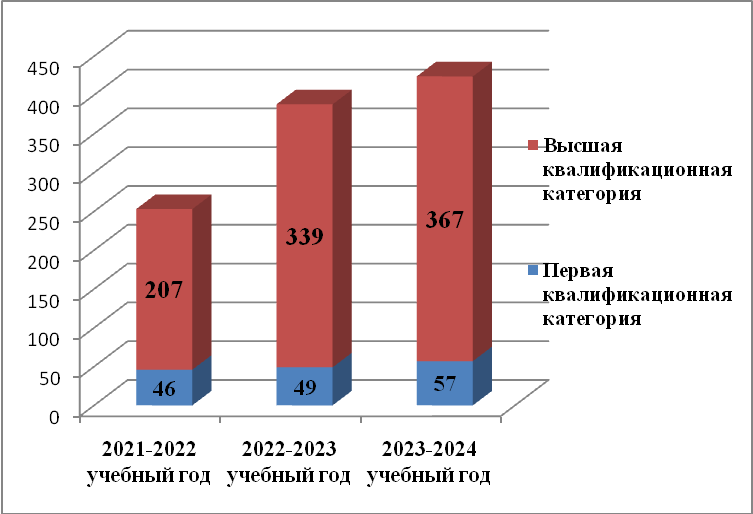 450
400
350
300
250
200
150
100
50
0
207
339
367
46
49
57
2021-2022
учебный год
2022-2023
учебный год
2023-2024
учебный год
Высшая
квалификационная
категория
Первая
квалификационная
категория